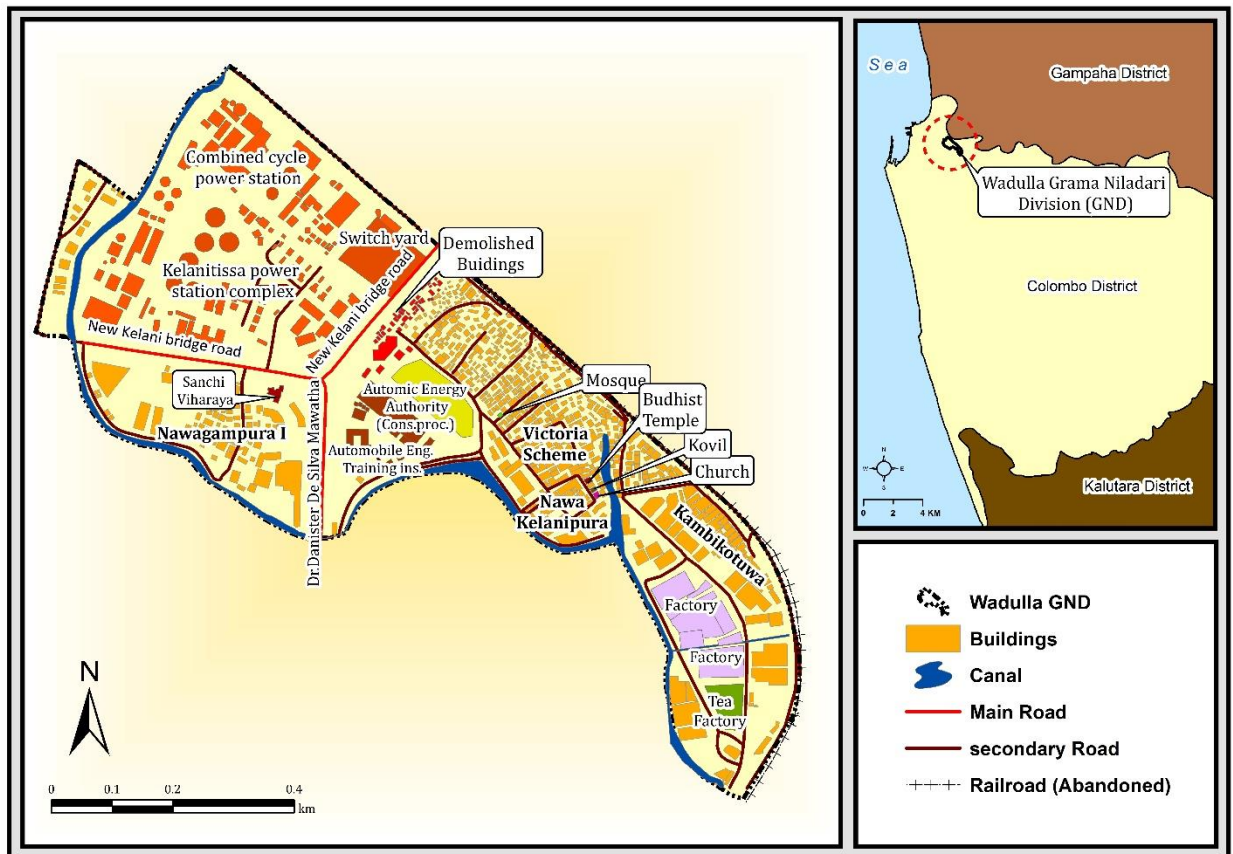 Combined cycle
power station
Switch yard
Demolished
Buidings
Kelanitissa power
station complex
New Kelani bridge road
New Kelani bridge road
Sanchi
Viharaya
Nawagampura I
Dr.Danister De Silva Mawatha
Automic Energy
Authority
(Cons.proc.)
Automobile Eng.
Training ins.
Mosque
Budhist
Temple
Kovil
Church
Victoria
Scheme
Nawa
Kelanipura
Kambikotuwa
Factory
Factory
Tea
Factory
N
0 0.1 0.2 0.4
km
Sea
Gampaha District
Wadulla Grama Niladari
Division (GND)
Colombo District
Kalutara District
N
W E
S
0 2 4 KM
Wadulla GND
Buildings
Canal
Main Road
secondary Road
Railroad (Abandoned)